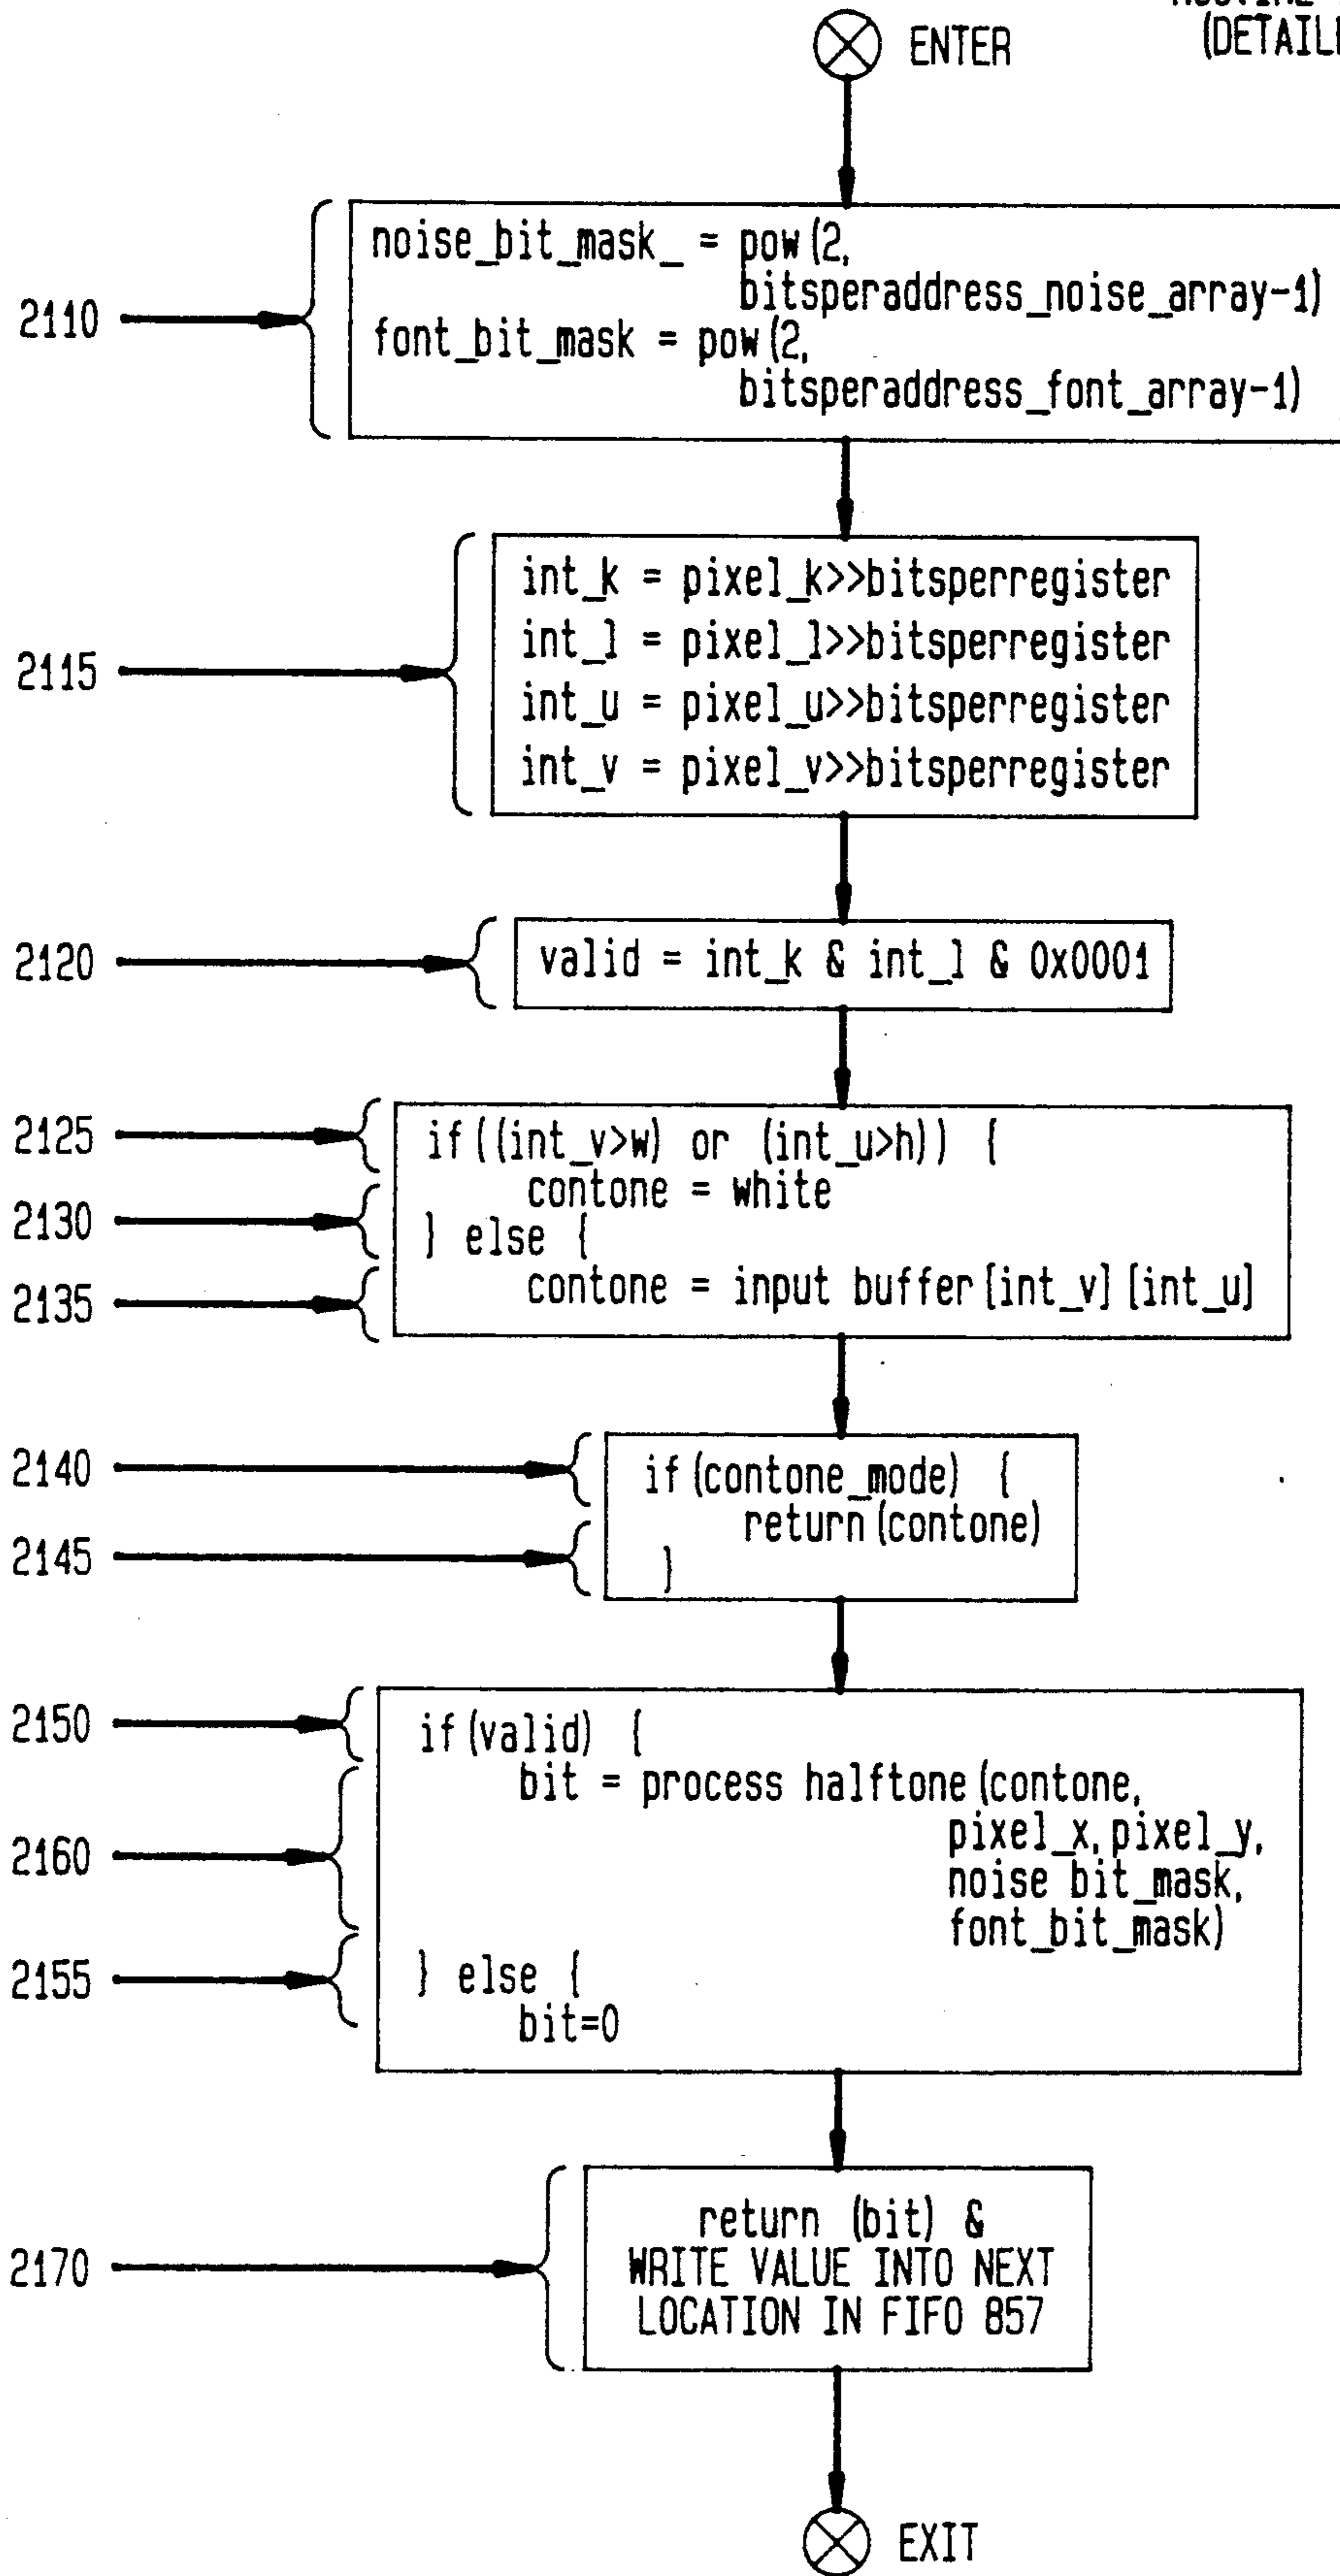 (DETAIL
ENTER
2110
noise_bit_mask_ = pow(2,
bitsperaddress_noise_array-1)
font_bit_mask = pow(2,
bitsperaddress_font_array-1)
2115
int_k = pixel_k>>bitsperregister
int_l = pixel_l>>bitsperregister
int_u = pixel_u>>bitsperregister
int_v = pixel_v>>bitsperregister
2120
valid = int_k & int_l & 0x0001
2125
if((int_v>w) or (int_u>h)) {
contone = white
2130
} else {
2135
contone = input buffer[int_v][int_u]
2140
if(contone_mode) {
return(contone)
2145
}
2150
if(valid) {
bit = process halftone(contone,
pixel_x,pixel_y,
2160
noise bit_mask,
font_bit_mask)
2155
} else {
bit=0
2170
return (bit) &
WRITE VALUE INTO NEXT
LOCATION IN FIFO 857
EXIT